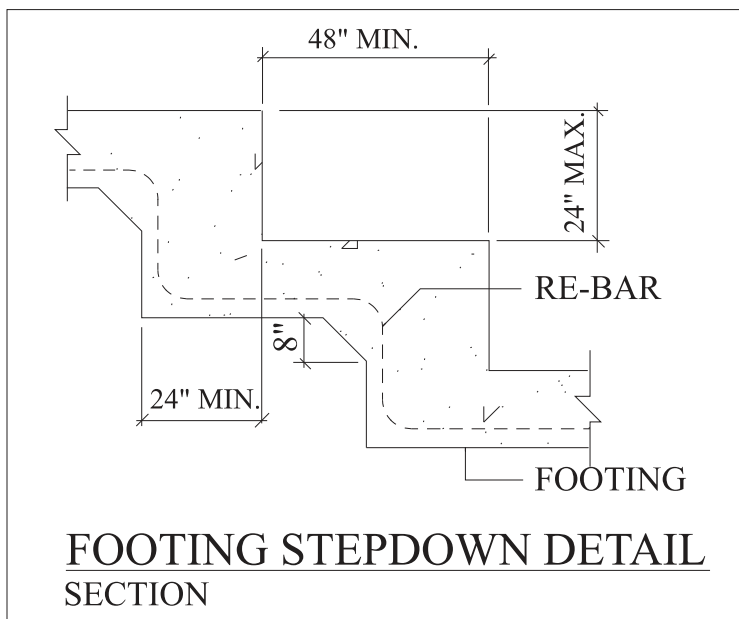 48" MIN.
24" MAX.
RE-BAR
8"
24" MIN.
FOOTING
FOOTING STEPDOWN DETAIL
SECTION